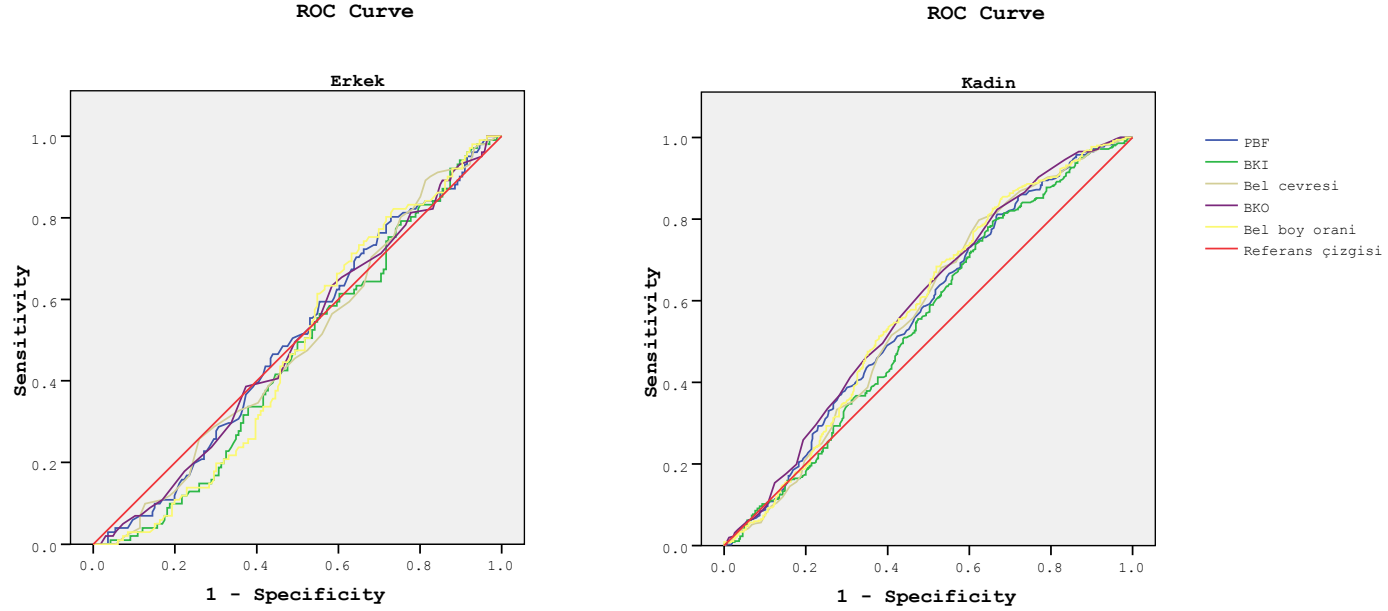 ROC Curve
Erkek
Sensitivity
1.0
0.8
0.6
0.4
0.2
0.0
0.0 0.2 0.4 0.6 0.8 1.0
1 - Specificity
ROC Curve
Kadin
Sensitivity
1.0
0.8
0.6
0.4
0.2
0.0
0.0 0.2 0.4 0.6 0.8 1.0
1 - Specificity
PBF
BKI
Bel cevresi
BKO
Bel boy orani
Referans çizgisi